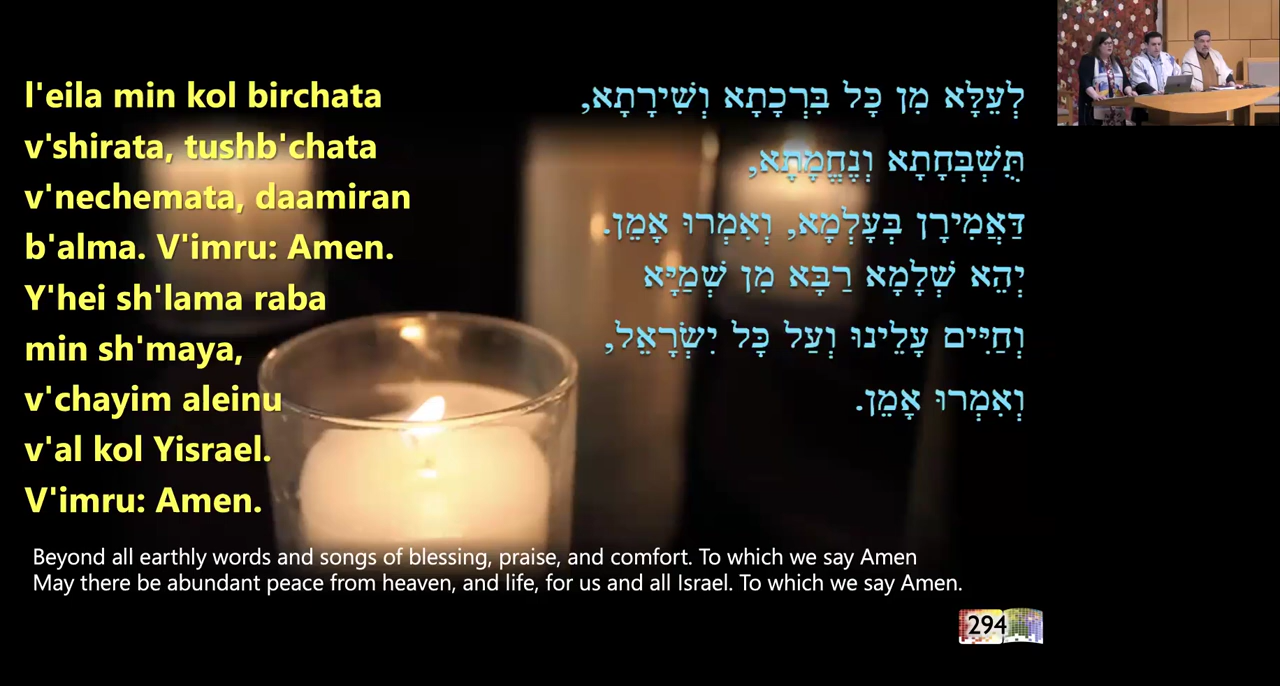 l'eila min kol birchata
v'shirata, tushb'chata
v'nechemata, daamiran
b'alma. V'imru: Amen.
Y'hei sh'lama raba
min sh'maya,
v'chayim aleinu
v'al kol Yisrael.
V'imru: Amen.
לְעֵלָּא מִן כָּל בִּרְכָתָא וְשִׁירָתָא,
תֻּשְׁבְּחָתָא וְנֶחֱמָתָא,
דַּאֲמִירָן בְּעָלְמָא, וְאִמְרוּ אָמֵן.
יְהֵא שְׁלָמָא רַבָּא מִן שְׁמַיָּא
וְחַיִּים עָלֵינוּ וְעַל כָּל יִשְׂרָאֵל,
וְאִמְרוּ אָמֵן.
Beyond all earthly words and songs of blessing, praise, and comfort. To which we say Amen
May there be abundant peace from heaven, and life, for us and all Israel. To which we say Amen.
294